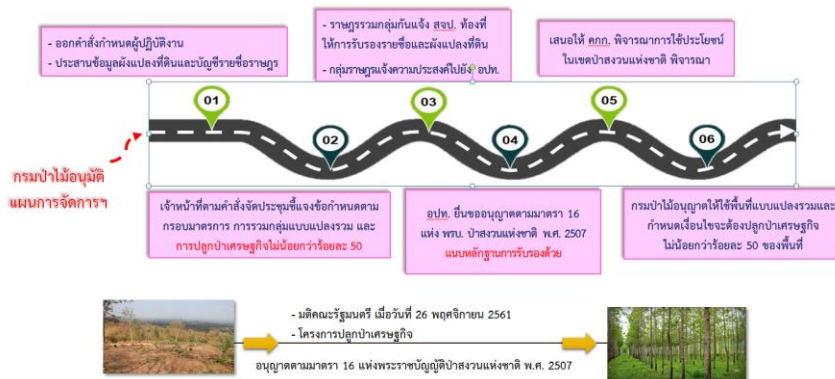 - ออกคำสั่งกำหนดผู้ปฏิบัติงาน
- ประสานข้อมูลผังแปลงที่ดินและบัญชีรายชื่อราษฎร
- ราษฎรรวมกลุ่มกันแจ้ง สจป. ท้องที่
ให้การรับรองรายชื่อและผังแปลงที่ดิน
- กลุ่มราษฎรแจ้งความประสงค์ไปยัง อปท.
เสนอให้ คกก. พิจารณาการใช้ประโยชน์
ในเขตป่าสงวนแห่งชาติ พิจารณา
01
02
03
04
05
06
กรมป่าไม้อนุมัติ
แผนการจัดการฯ
เจ้าหน้าที่ตามคำสั่งจัดประชุมชี้แจงข้อกำหนดตาม
กรอบมาตรการ การรวมกลุ่มแบบแปลงรวม และ
การปลูกป่าเศรษฐกิจไม่น้อยกว่าร้อยละ 50
อปท. ยื่นขออนุญาตตามมาตรา 16
แห่ง พรบ. ป่าสงวนแห่งชาติ พ.ศ. 2507
แนบหลักฐานการรับรองด้วย
กรมป่าไม้อนุญาตให้ใช้พื้นที่แบบแปลงรวมและ
กำหนดเงื่อนไขจะต้องปลูกป่าเศรษฐกิจ
ไม่น้อยกว่าร้อยละ 50 ของพื้นที่
- มติคณะรัฐมนตรี เมื่อวันที่ 26 พฤศจิกายน 2561
- โครงการปลูกป่าเศรษฐกิจ
อนุญาตตามมาตรา 16 แห่งพระราชบัญญัติป่าสงวนแห่งชาติ พ.ศ. 2507